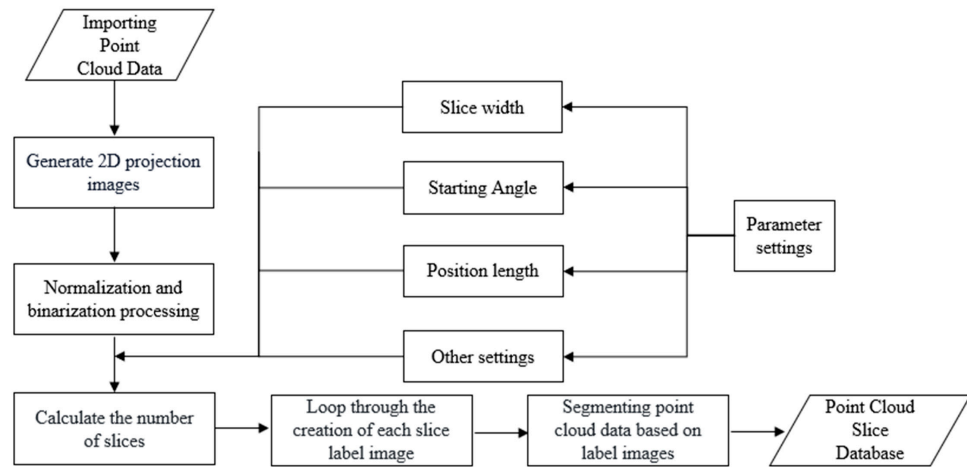 Importing
Point
Cloud Data
Generate 2D projection
images
Normalization and
binarization processing
Slice width
Starting Angle
Position length
Other settings
Parameter
settings
Calculate the number
of slices
Loop through the
creation of each slice
label image
Segmenting point
cloud data based on
label images
Point Cloud
Slice
Database